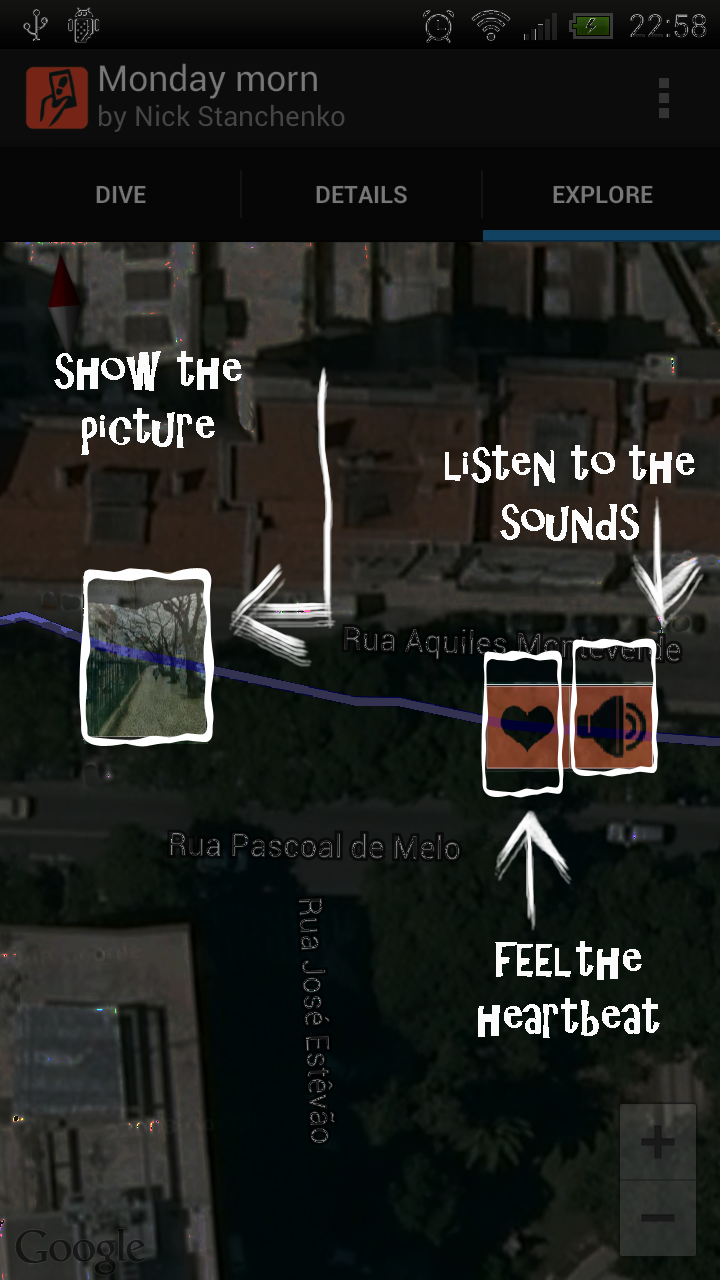 22:58
Monday morn
by Nick Stanchenko
DIVE
DETAILS
EXPLORE
SHOW THE
PICTURE
LISTEN TO THE
SOUNDS
Rua Aquiles Monteverde
Rua Pascoal de Melo
Rua José Estêvão
FEEL THE
HEARTBEAT
+
−
Google